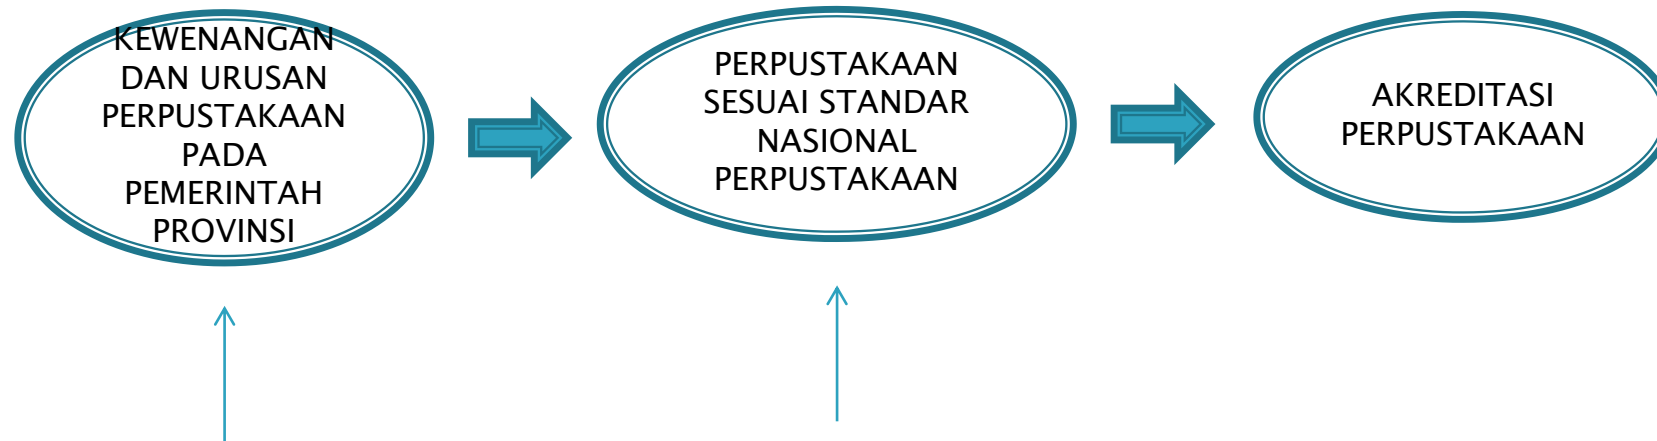 KEWENANGAN
DAN URUSAN
PERPUSTAKAAN
PADA
PEMERINTAH
PROVINSI
PERPUSTAKAAN
SESUAI STANDAR
NASIONAL
PERPUSTAKAAN
AKREDITASI
PERPUSTAKAAN